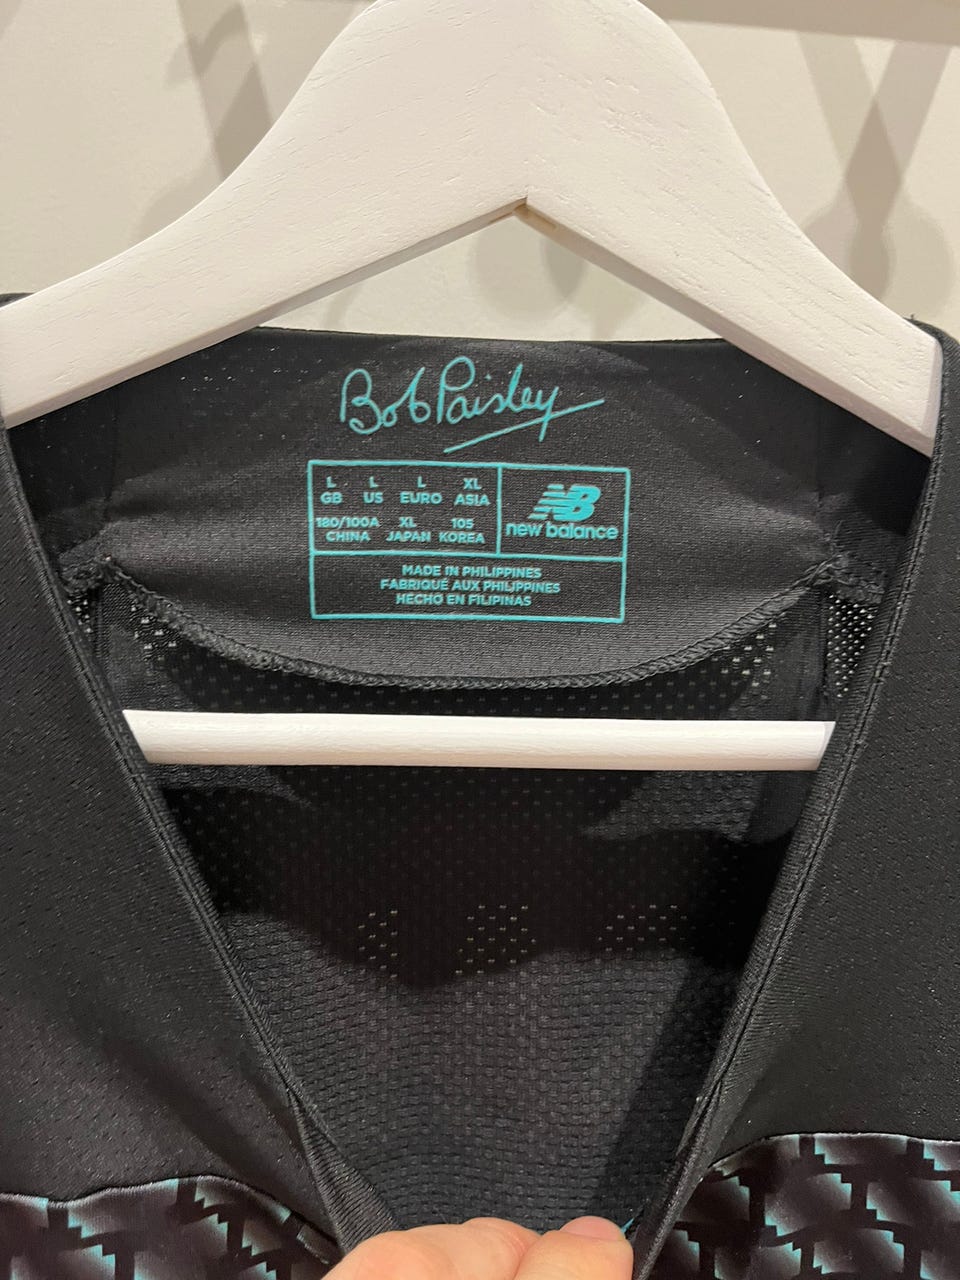 Bob Paisley
L L L XL
GB US EURO ASIA
180/100A XL 105
CHINA JAPAN KOREA
NB
new balance
MADE IN PHILIPPINES
FABRIQUÉ AUX PHILIPPINES
HECHO EN FILIPINAS